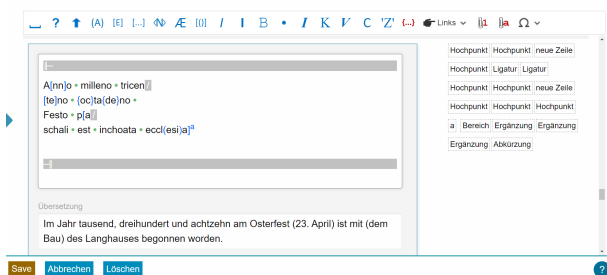 ? (A) [E] [...] Æ [()] / I B • I K V C 'Z' {...} Links Ω
A[nn]o • milleno • tricen/
[te]no • (oc)ta(de)no •
Festo • p[a/
schali • est • inchoata • eccl(esi)a]a
Übersetzung
Im Jahr tausend, dreihundert und achtzehn am Osterfest (23. April) ist mit (dem
Bau) des Langhauses begonnen worden.
Hochpunkt Hochpunkt neue Zeile
Hochpunkt Ligatur Ligatur
Hochpunkt Hochpunkt neue Zeile
Hochpunkt Hochpunkt Hochpunkt
a Bereich Ergänzung Ergänzung
Ergänzung Abkürzung
Save Abbrechen Löschen ?